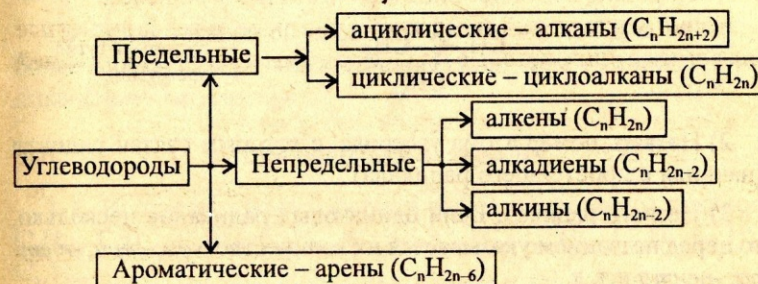 ациклические – алканы (CₙH₂ₙ₊₂)
Предельные
циклические – циклоалканы (CₙH₂ₙ)
алкены (CₙH₂ₙ)
Углеводороды
Непредельные
алкадиены (CₙH₂ₙ₋₂)
алкины (CₙH₂ₙ₋₂)
Ароматические – арены (CₙH₂ₙ₋₆)